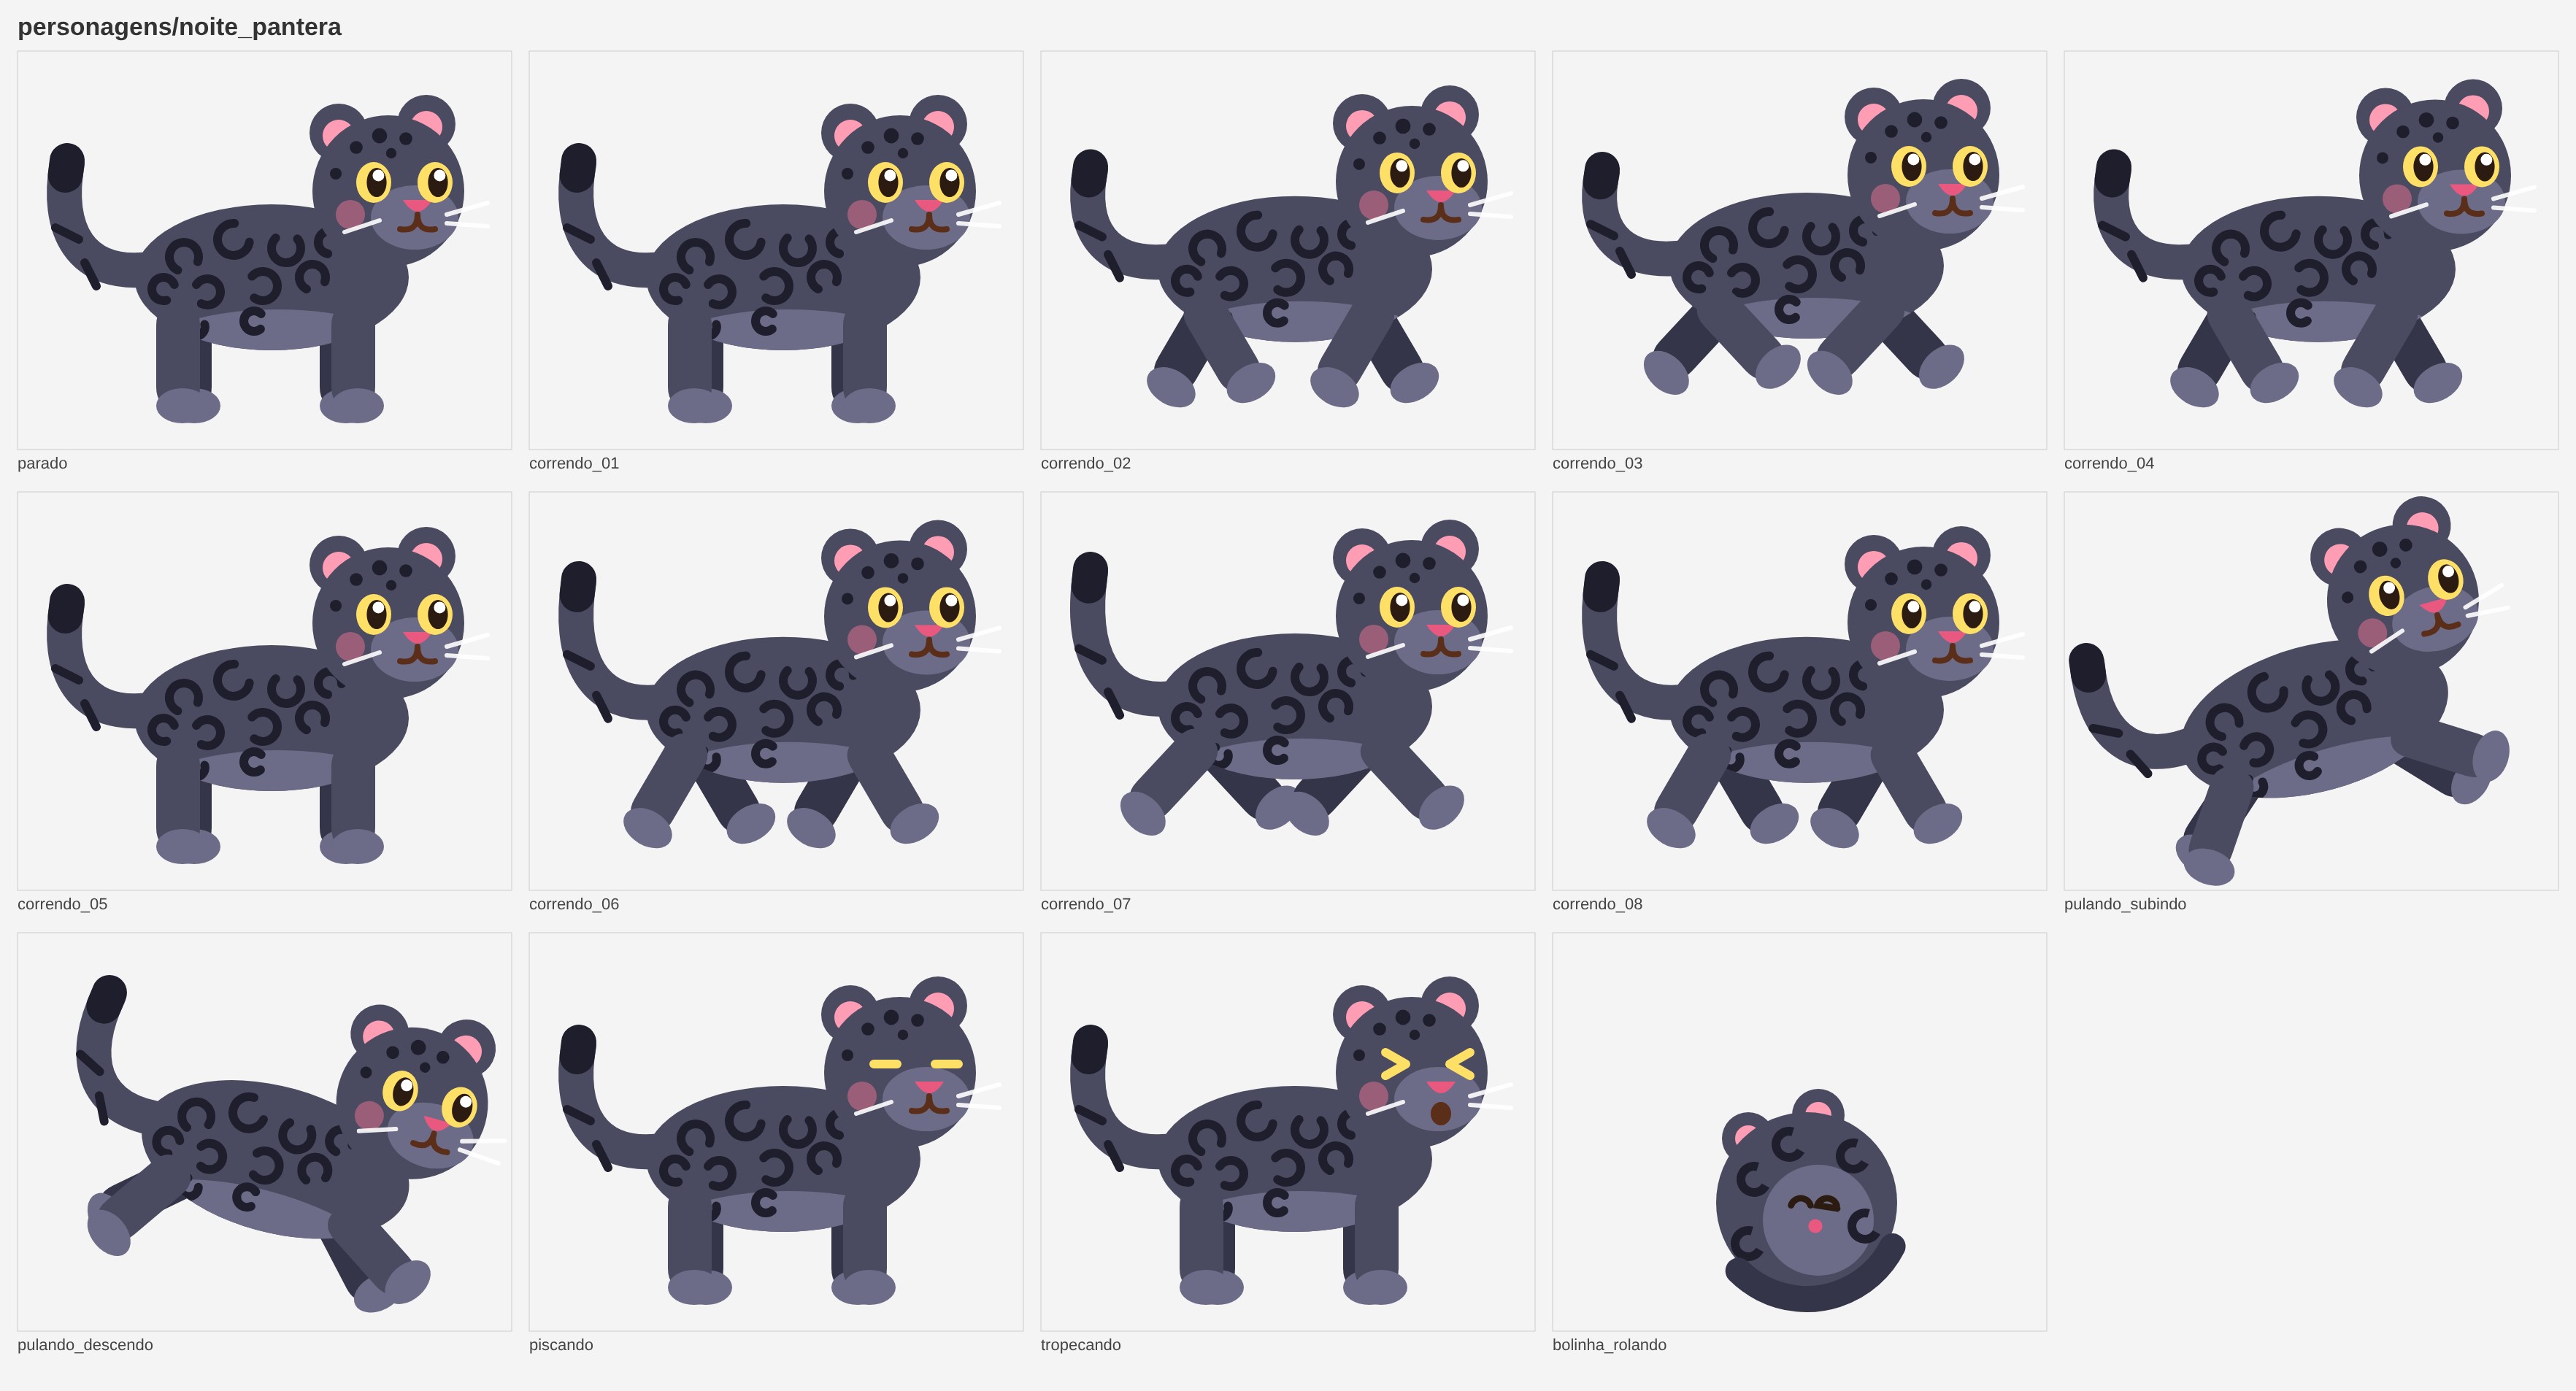 personagens/noite_pantera
parado
correndo_01
correndo_02
correndo_03
correndo_04
correndo_05
correndo_06
correndo_07
correndo_08
pulando_subindo
pulando_descendo
piscando
tropecando
bolinha_rolando